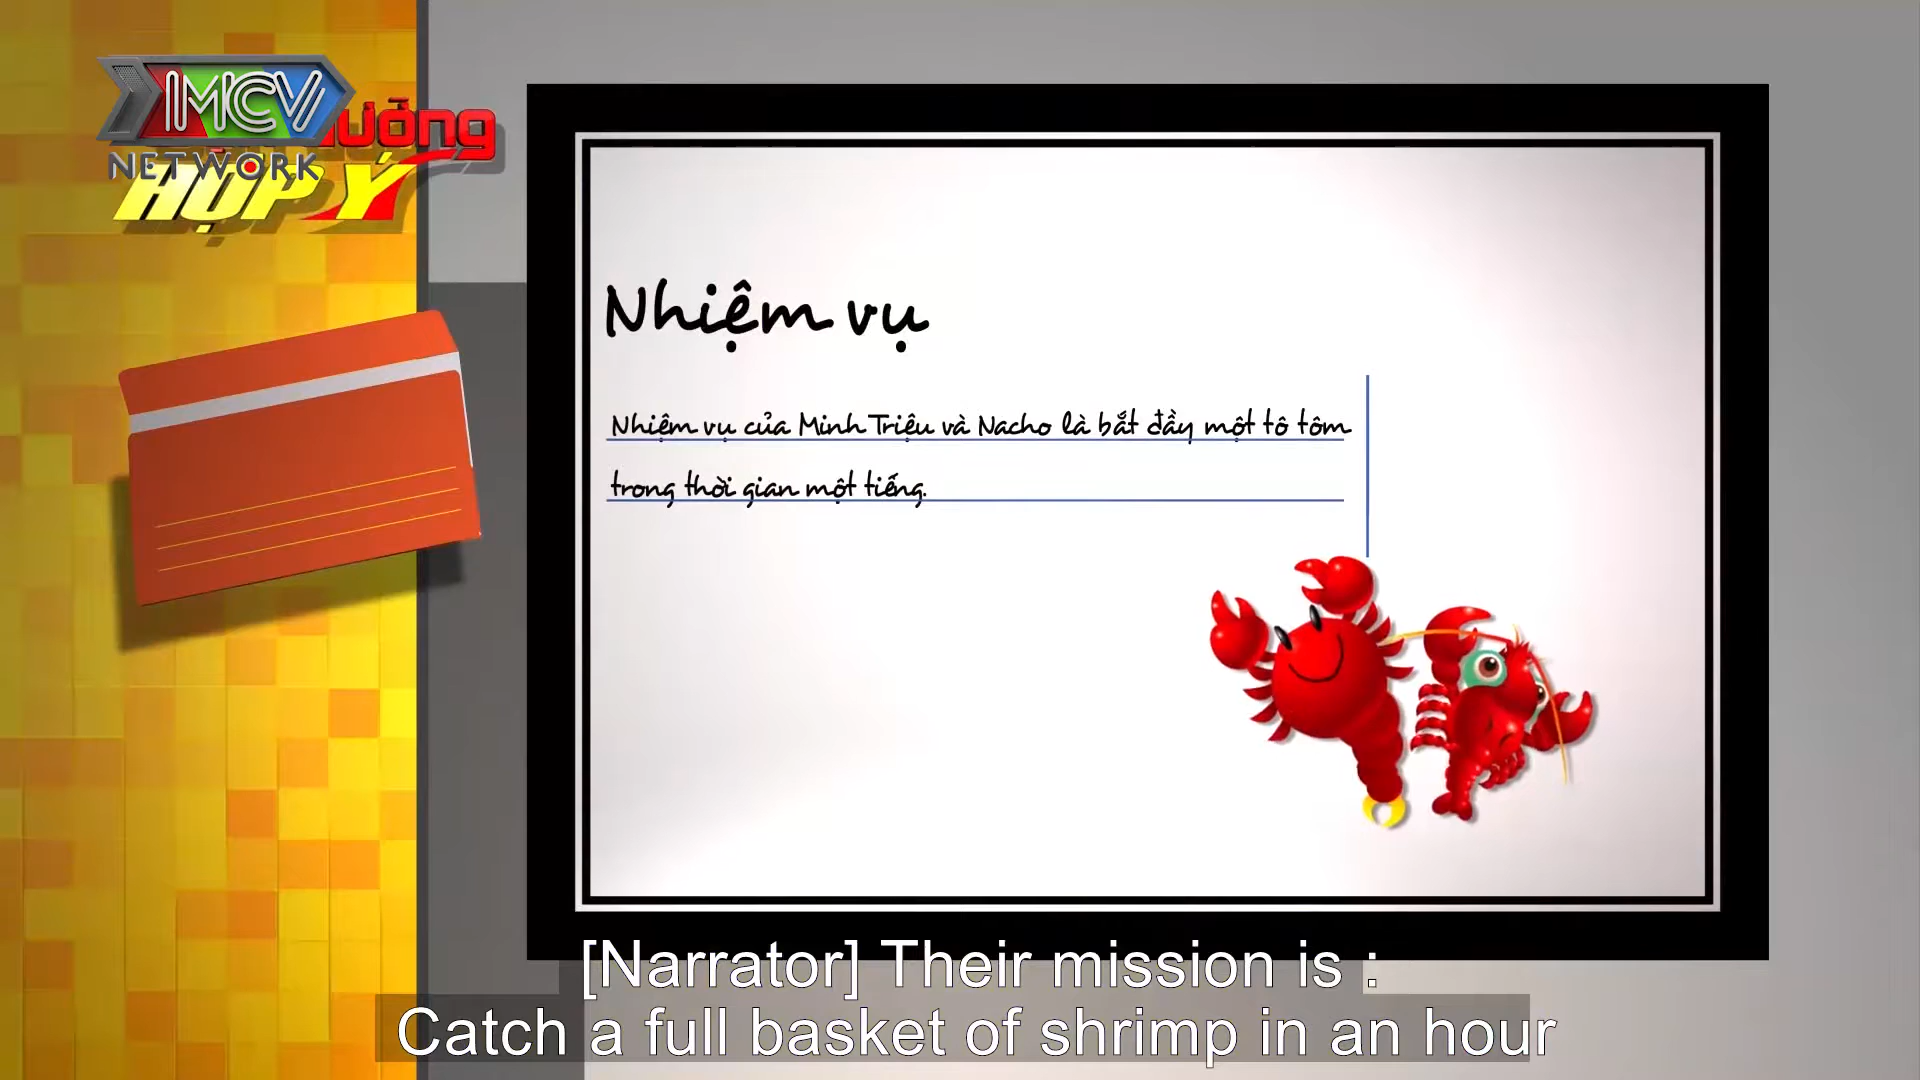 MCV
NETWORK
ưởng
HỢP Ý
Nhiệm vụ
Nhiệm vụ của Minh Triệu và Nacho là bắt đầy một tô tôm
trong thời gian một tiếng.
[Narrator] Their mission is :
Catch a full basket of shrimp in an hour